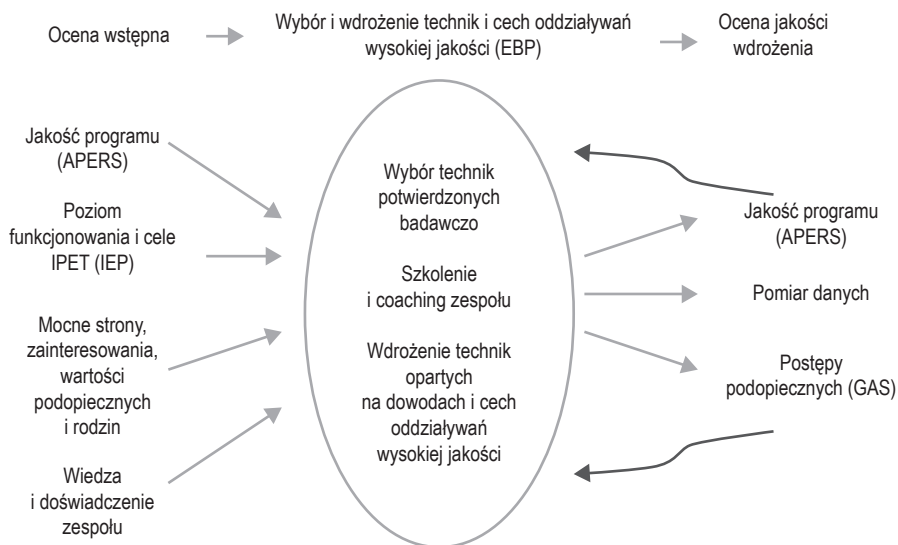 Ocena wstępna
Wybór i wdrożenie technik i cech oddziaływań
wysokiej jakości (EBP)
Ocena jakości
wdrożenia
Jakość programu
(APERS)
Poziom
funkcjonowania i cele
IPET (IEP)
Mocne strony,
zainteresowania,
wartości
podopiecznych
i rodzin
Wiedza
i doświadczenie
zespołu
Wybór technik
potwierdzonych
badawczo
Szkolenie
i coaching zespołu
Wdrożenie technik
opartych
na dowodach i cech
oddziaływań
wysokiej jakości
Jakość programu
(APERS)
Pomiar danych
Postępy
podopiecznych (GAS)